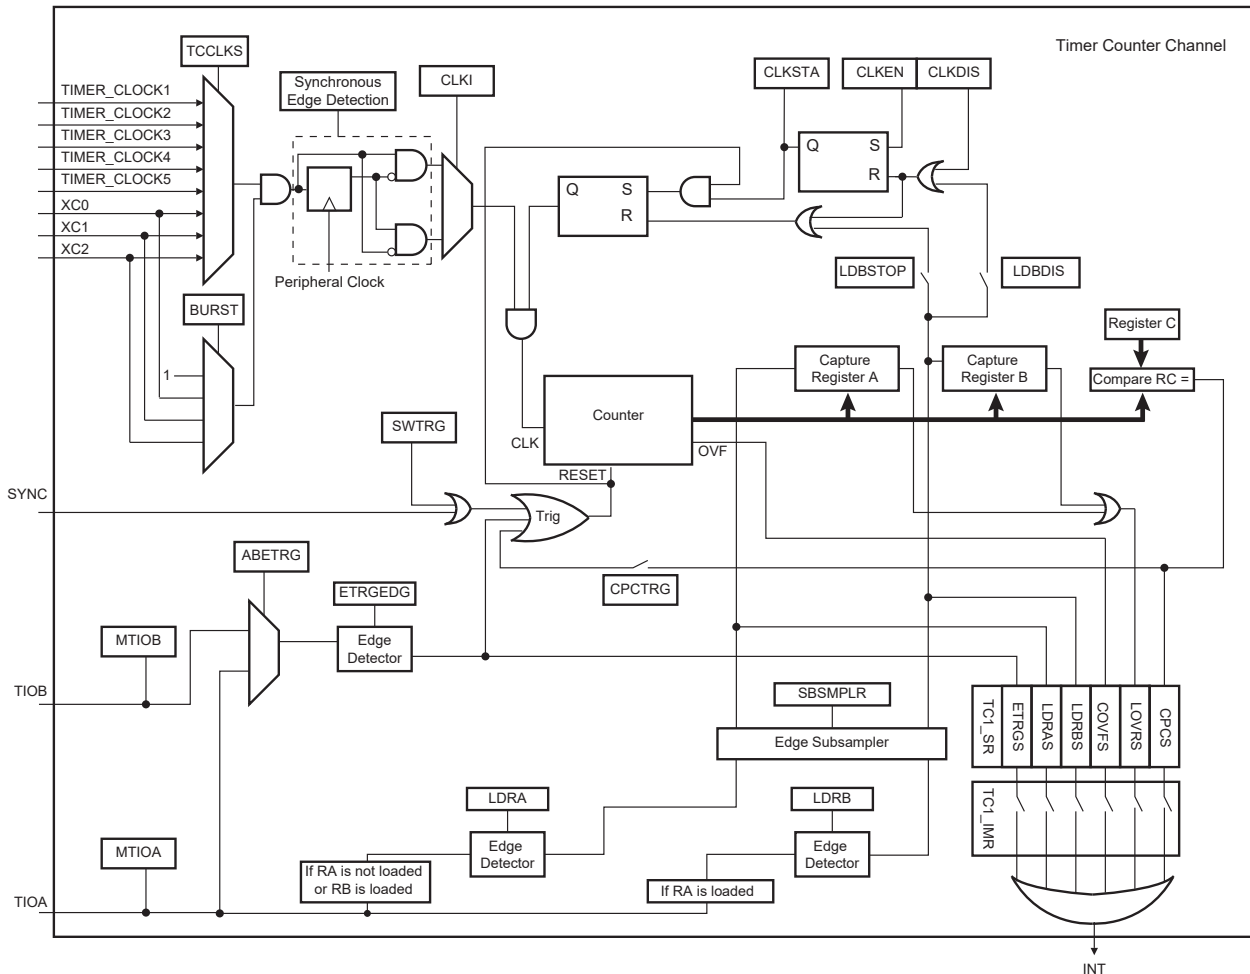 Timer Counter Channel
TCCLKS
TIMER_CLOCK1
TIMER_CLOCK2
TIMER_CLOCK3
TIMER_CLOCK4
TIMER_CLOCK5
XC0
XC1
XC2
Synchronous
Edge Detection
CLKI
Peripheral Clock
CLKSTA
CLKEN
CLKDIS
Q
S
R
Q
S
R
LDBSTOP
LDBDIS
BURST
1
Register C
Capture
Register A
Capture
Register B
Compare RC =
Counter
CLK
OVF
RESET
SWTRG
SYNC
Trig
ABETRG
ETRGEDG
CPCTRG
MTIOB
Edge
Detector
TIOB
SBSMPLR
Edge Subsampler
TC1_SR
ETRGS
LDRAS
LDRBS
COVFS
LOVRS
CPCS
TC1_IMR
LDRA
LDRB
Edge
Detector
Edge
Detector
MTIOA
If RA is not loaded
or RB is loaded
If RA is loaded
TIOA
INT